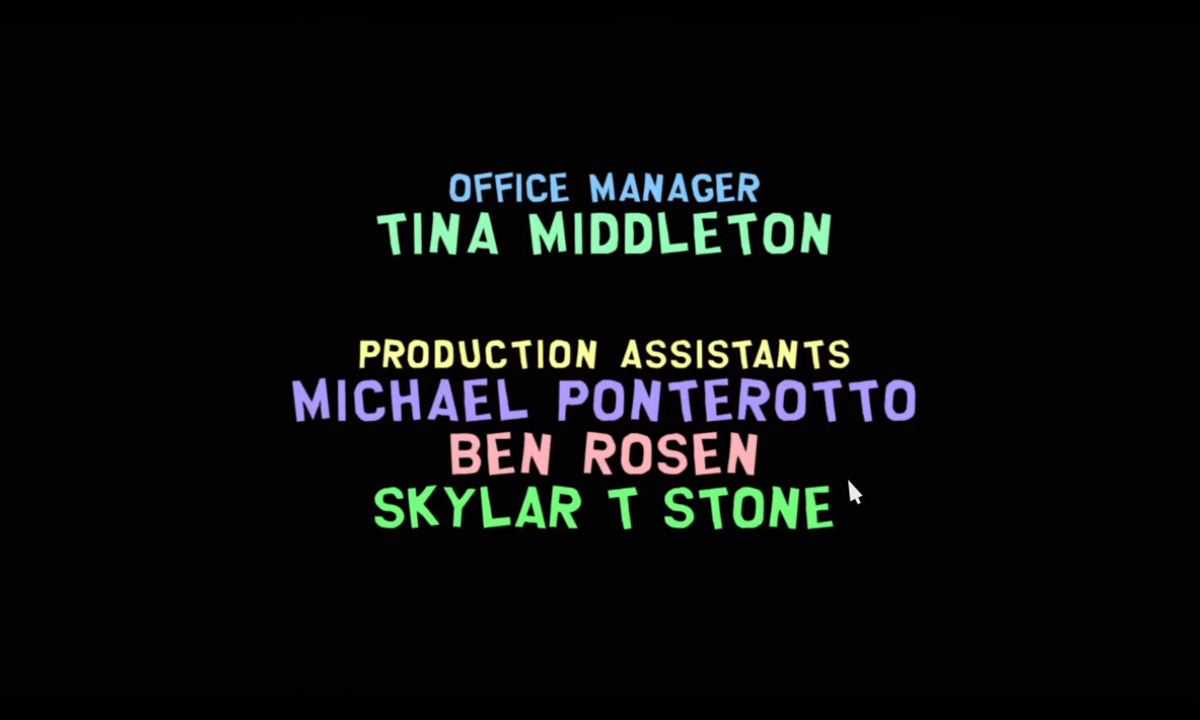 OFFICE MANAGER
TINA MIDDLETON
PRODUCTION ASSISTANTS
MICHAEL PONTEROTTO
BEN ROSEN
SKYLAR T STONE